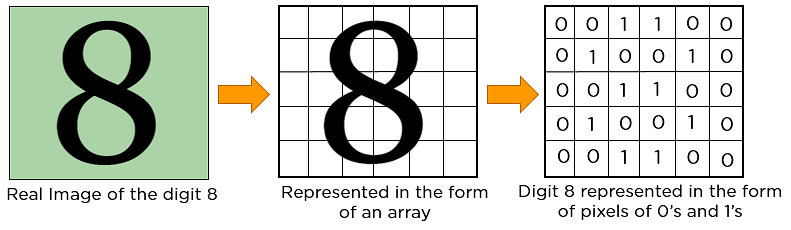 8
8
0 0 1 1 0 0
0 1 0 0 1 0
0 0 1 1 0 0
0 1 0 0 1 0
0 0 1 1 0 0
Real Image of the digit 8
Represented in the form
of an array
Digit 8 represented in the form
of pixels of 0's and 1's